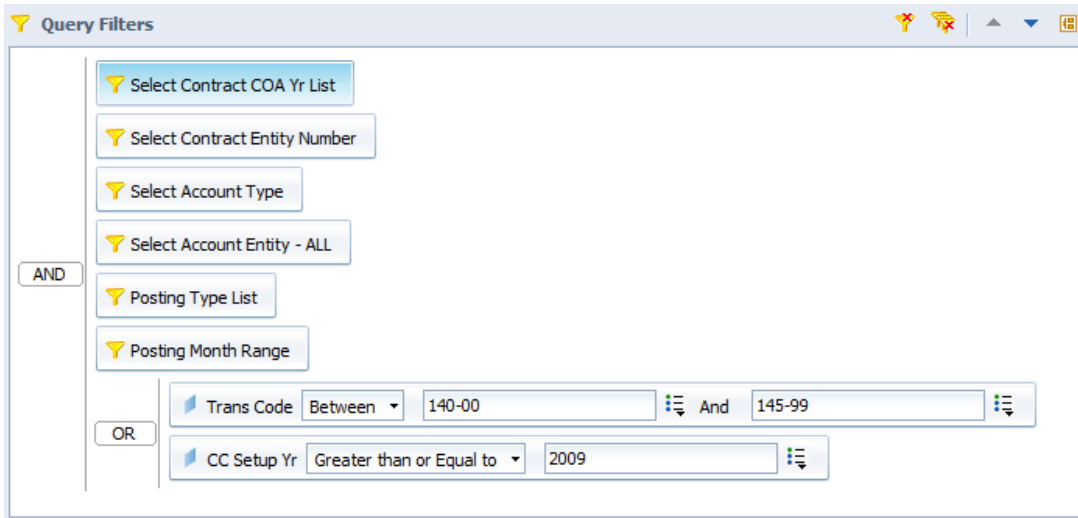 Query Filters
Select Contract COA Yr List
Select Contract Entity Number
Select Account Type
Select Account Entity - ALL
AND
Posting Type List
Posting Month Range
Trans Code Between 140-00 And 145-99
OR
CC Setup Yr Greater than or Equal to 2009